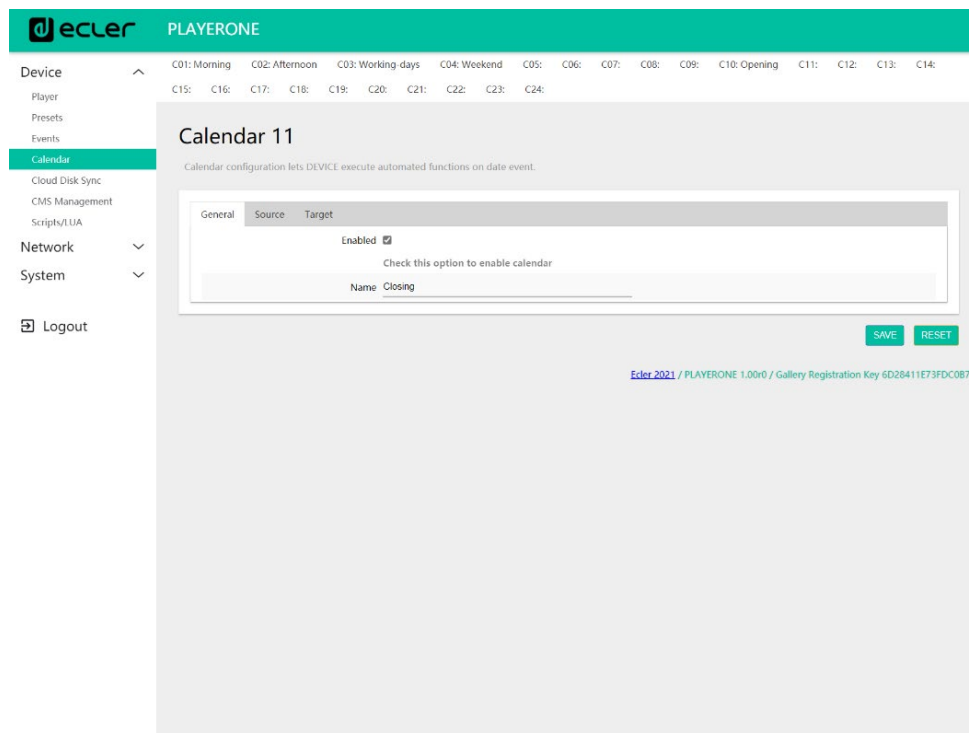 ecler PLAYERONE
Device
Player
Presets
Events
Calendar
Cloud Disk Sync
CMS Management
Scripts/LUA
Network
System
Logout
C01: Morning C02: Afternoon C03: Working-days C04: Weekend C05: C06: C07: C08: C09: C10: Opening C11: C12: C13: C14:
C15: C16: C17: C18: C19: C20: C21: C22: C23: C24:
Calendar 11
Calendar configuration lets DEVICE execute automated functions on date event.
General Source Target
Enabled
Check this option to enable calendar
Name Closing
SAVE RESET
Ecler 2021 / PLAYERONE 1.00r0 / Gallery Registration Key 6D28411E73FDC0B7